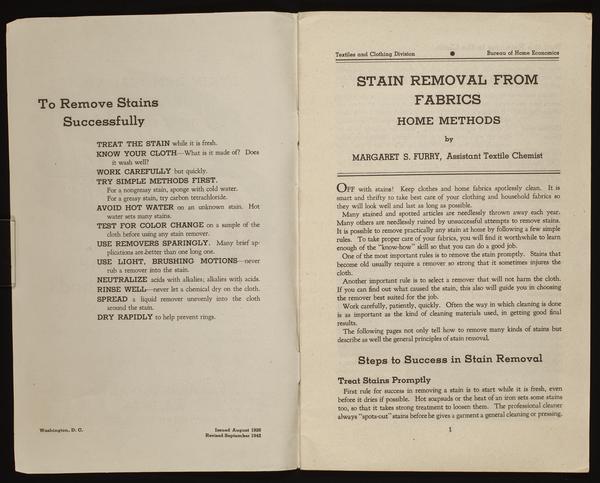 To Remove Stains
Successfully
TREAT THE STAIN while it is fresh.
KNOW YOUR CLOTH—What is it made of? Does
it wash well?
WORK CAREFULLY but quickly.
TRY SIMPLE METHODS FIRST.
For a nongreasy stain, sponge with cold water.
For a greasy stain, try carbon tetrachloride.
AVOID HOT WATER on an unknown stain. Hot
water sets many stains.
TEST FOR COLOR CHANGE on a sample of the
cloth before using any stain remover.
USE REMOVERS SPARINGLY. Many brief ap-
plications are better than one long one.
USE LIGHT, BRUSHING MOTIONS—never
rub a remover into the stain.
NEUTRALIZE acids with alkalies; alkalies with acids.
RINSE WELL—never let a chemical dry on the cloth.
SPREAD a liquid remover unevenly into the cloth
around the stain.
DRY RAPIDLY to help prevent rings.
Washington, D. C.
Issued August 1926
Revised September 1942
Textiles and Clothing Division ● Bureau of Home Economics
STAIN REMOVAL FROM
FABRICS
HOME METHODS
by
MARGARET S. FURRY, Assistant Textile Chemist
OFF with stains! Keep clothes and home fabrics spotlessly clean. It is
smart and thrifty to take best care of your clothing and household fabrics so
they will look well and last as long as possible.
Many stained and spotted articles are needlessly thrown away each year.
Many others are needlessly ruined by unsuccessful attempts to remove stains.
It is possible to remove practically any stain at home by following a few simple
rules. To take proper care of your fabrics, you will find it worthwhile to learn
enough of the "know-how" skill so that you can do a good job.
One of the most important rules is to remove the stain promptly. Stains that
become old usually require a remover so strong that it sometimes injures the
cloth.
Another important rule is to select a remover that will not harm the cloth.
If you can find out what caused the stain, this also will guide you in choosing
the remover best suited for the job.
Work carefully, patiently, quickly. Often the way in which cleaning is done
is as important as the kind of cleaning materials used, in getting good final
results.
The following pages not only tell how to remove many kinds of stains but
describe as well the general principles of stain removal.
Steps to Success in Stain Removal
Treat Stains Promptly
First rule for success in removing a stain is to start while it is fresh, even
before it dries if possible. Hot soapsuds or the heat of an iron sets some stains
too, so that it takes strong treatment to loosen them. The professional cleaner
always "spots-out" stains before he gives a garment a general cleaning or pressing,
1